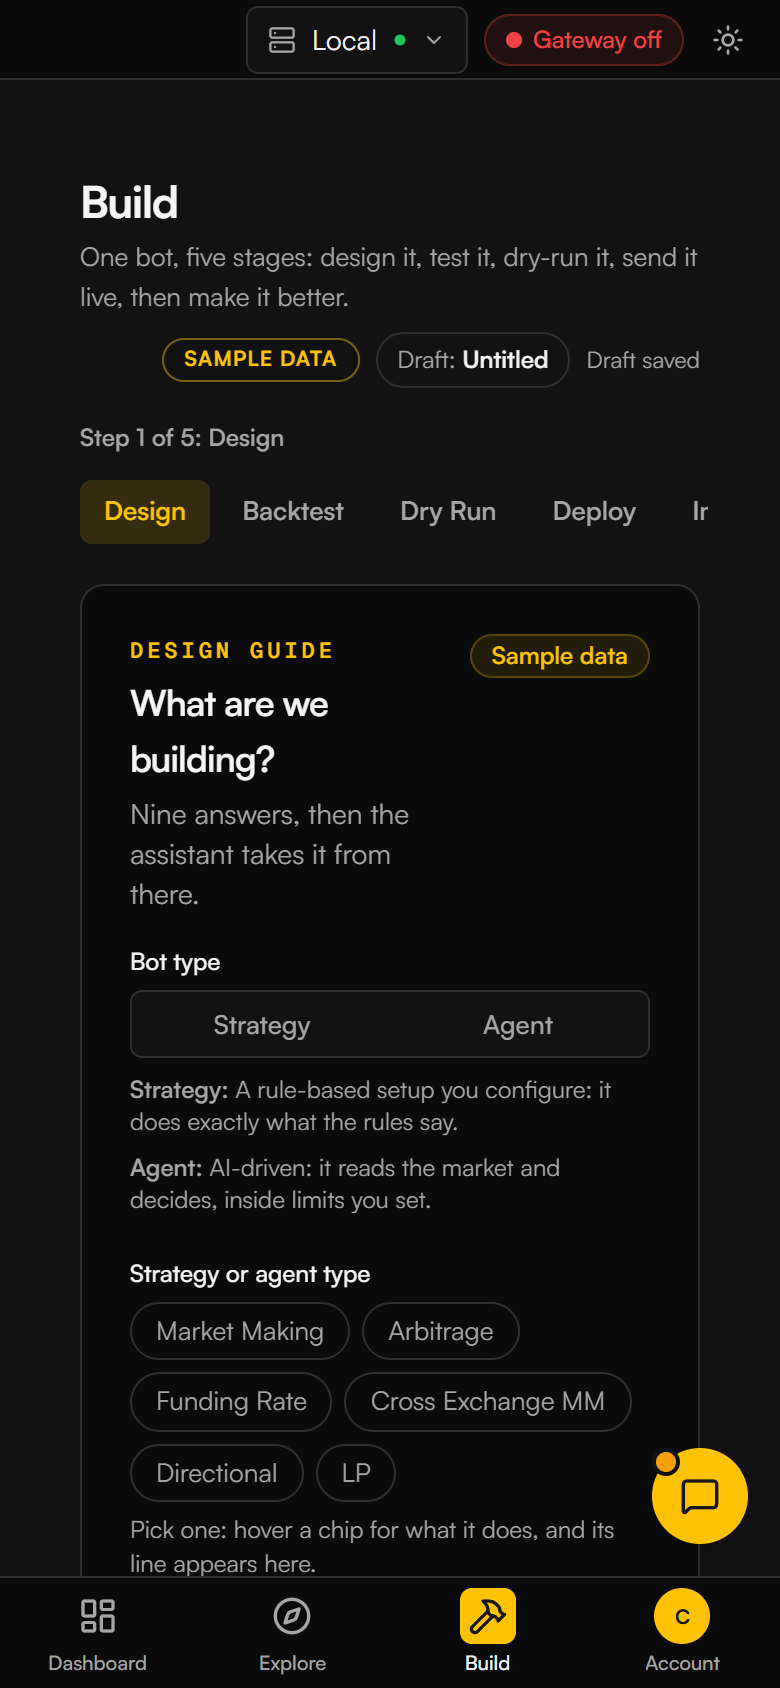 Local
Gateway off
Build
One bot, five stages: design it, test it, dry-run it, send it
live, then make it better.
SAMPLE DATA
Draft: Untitled
Draft saved
Step 1 of 5: Design
Design
Backtest
Dry Run
Deploy
DESIGN GUIDE
Sample data
What are we
building?
Nine answers, then the
assistant takes it from
there.
Bot type
Strategy
Agent
Strategy: A rule-based setup you configure: it
does exactly what the rules say.
Agent: AI-driven: it reads the market and
decides, inside limits you set.
Strategy or agent type
Market Making
Arbitrage
Funding Rate
Cross Exchange MM
Directional
LP
Pick one: hover a chip for what it does, and its
line appears here.
Dashboard
Explore
Build
C
Account